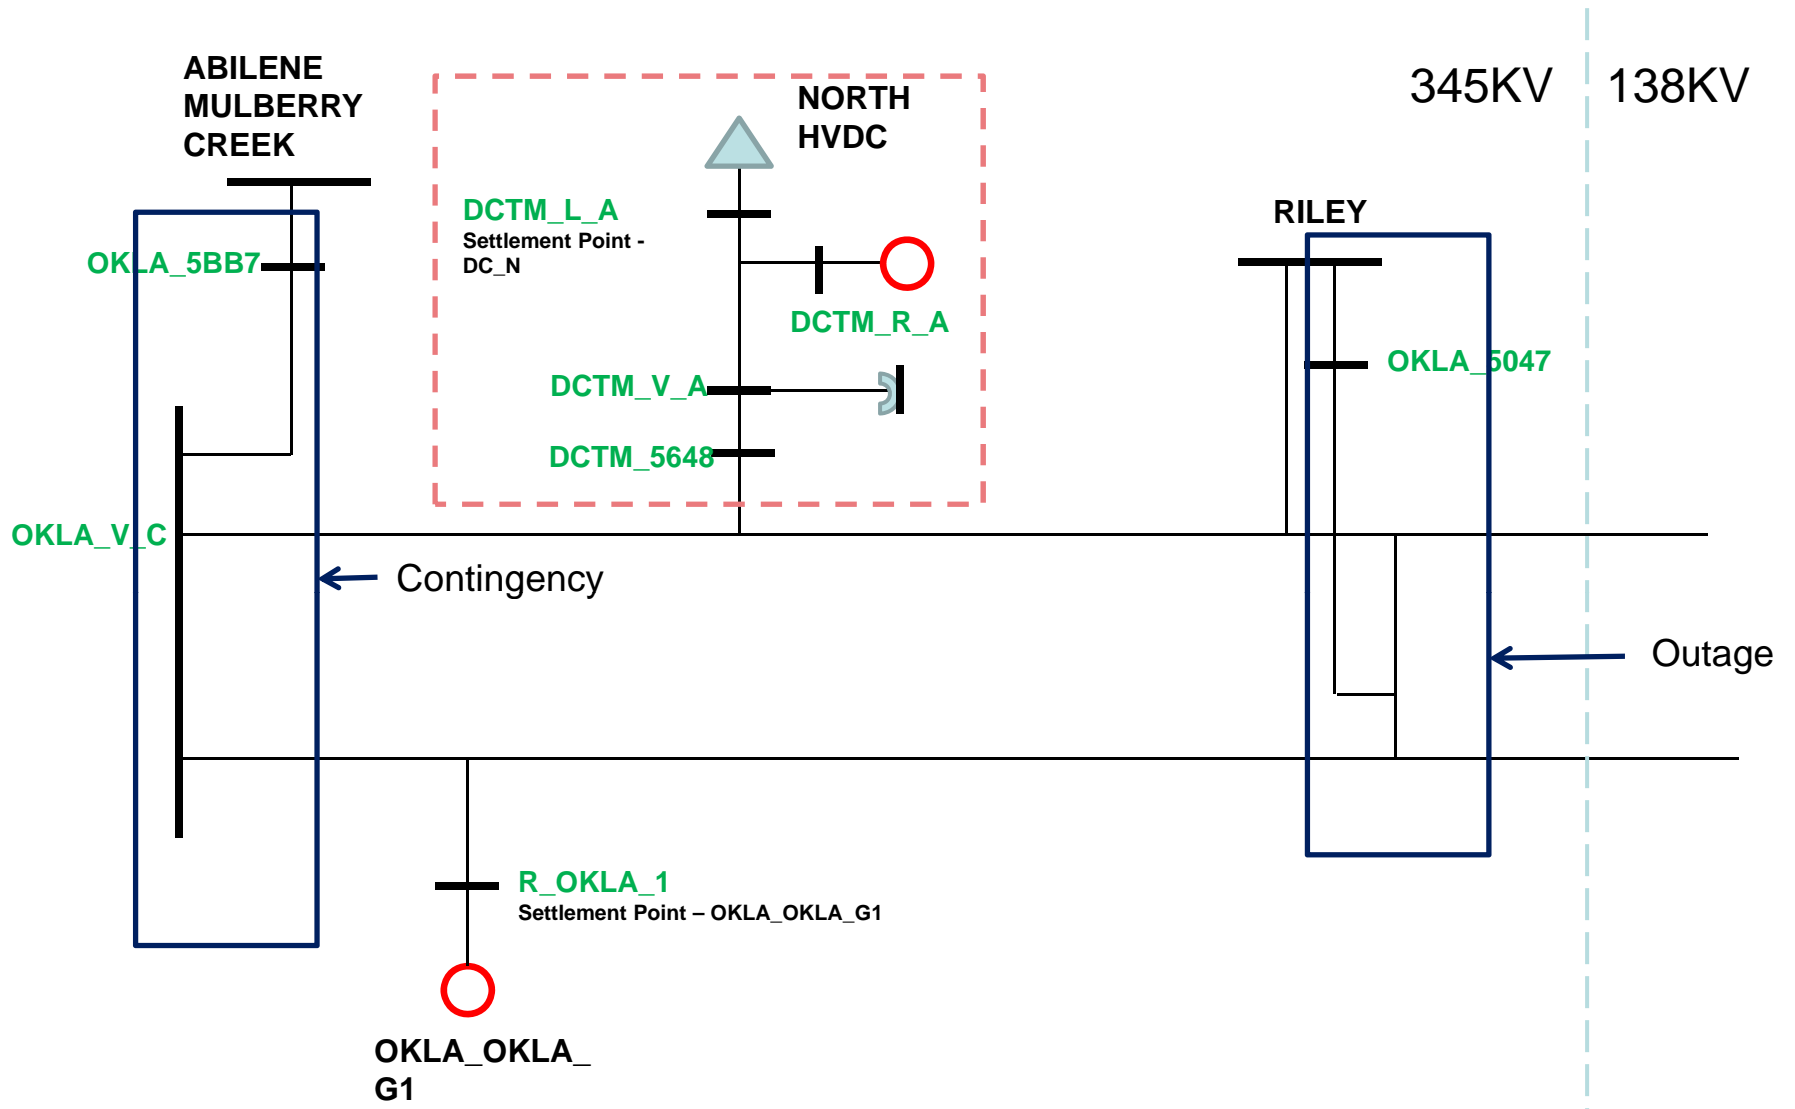 ABILENE
MULBERRY
CREEK
NORTH
HVDC
345KV
138KV
DCTM_L_A
Settlement Point -
DC_N
RILEY
OKLA_5BB7
DCTM_R_A
OKLA_5047
DCTM_V_A
DCTM_5648
OKLA_V_C
Contingency
Outage
R_OKLA_1
Settlement Point – OKLA_OKLA_G1
OKLA_OKLA_
G1